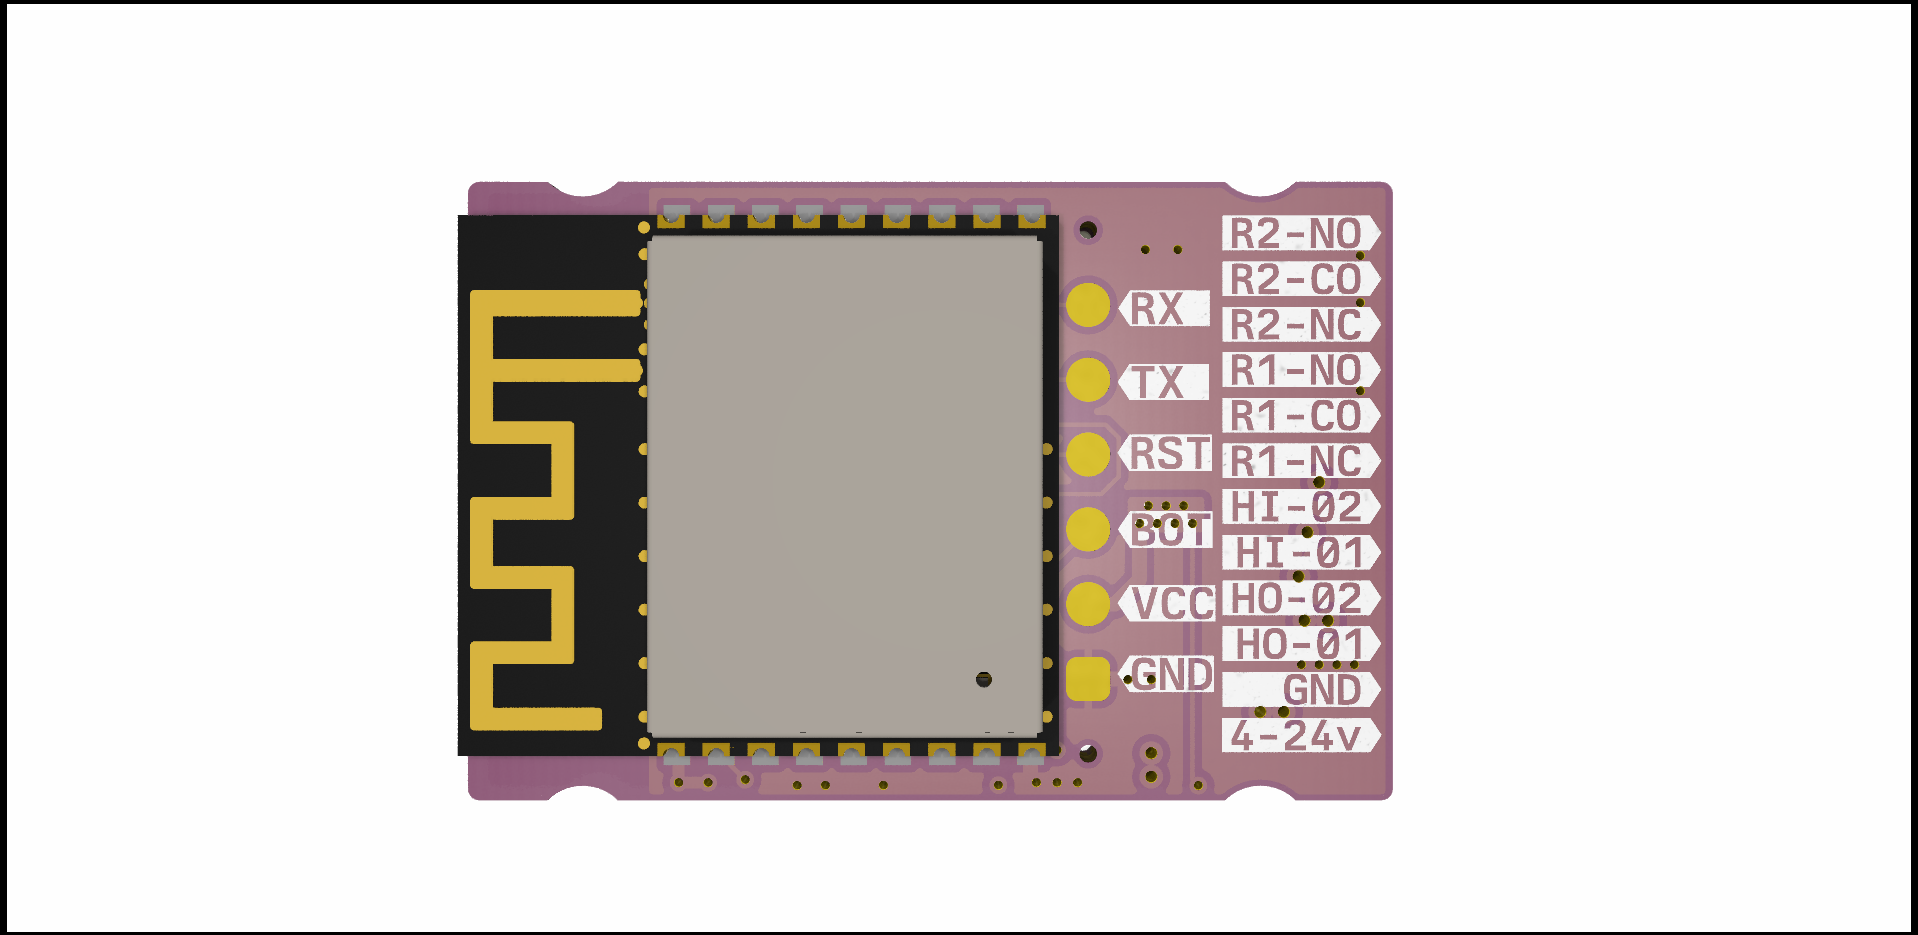 RX
TX
RST
BOT
VCC
GND
R2-NO
R2-CO
R2-NC
R1-NO
R1-CO
R1-NC
HI-02
HI-01
HO-02
HO-01
GND
4-24v